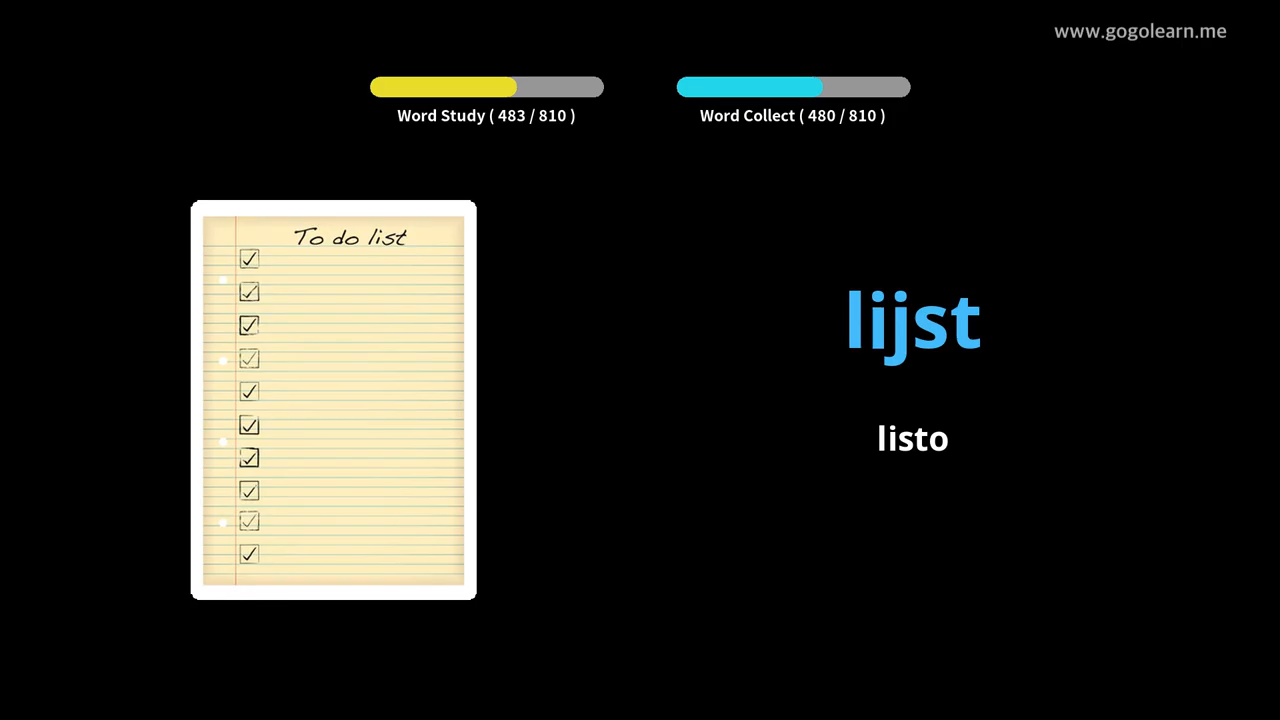 www.gogolearn.me
Word Study ( 483 / 810 )
Word Collect ( 480 / 810 )
To do list
lijst
listo